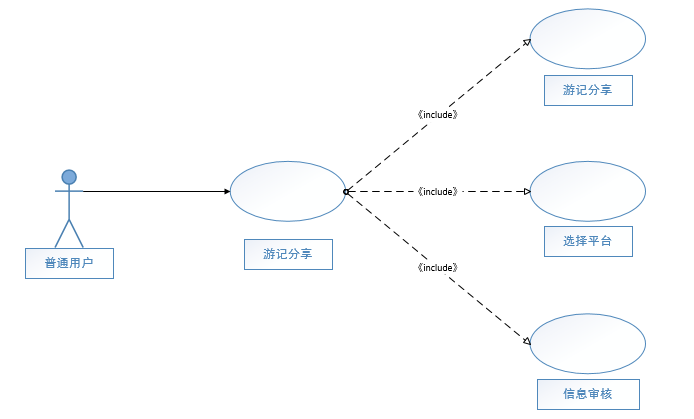 游记分享
《include》
普通用户
游记分享
《include》
选择平台
《include》
信息审核